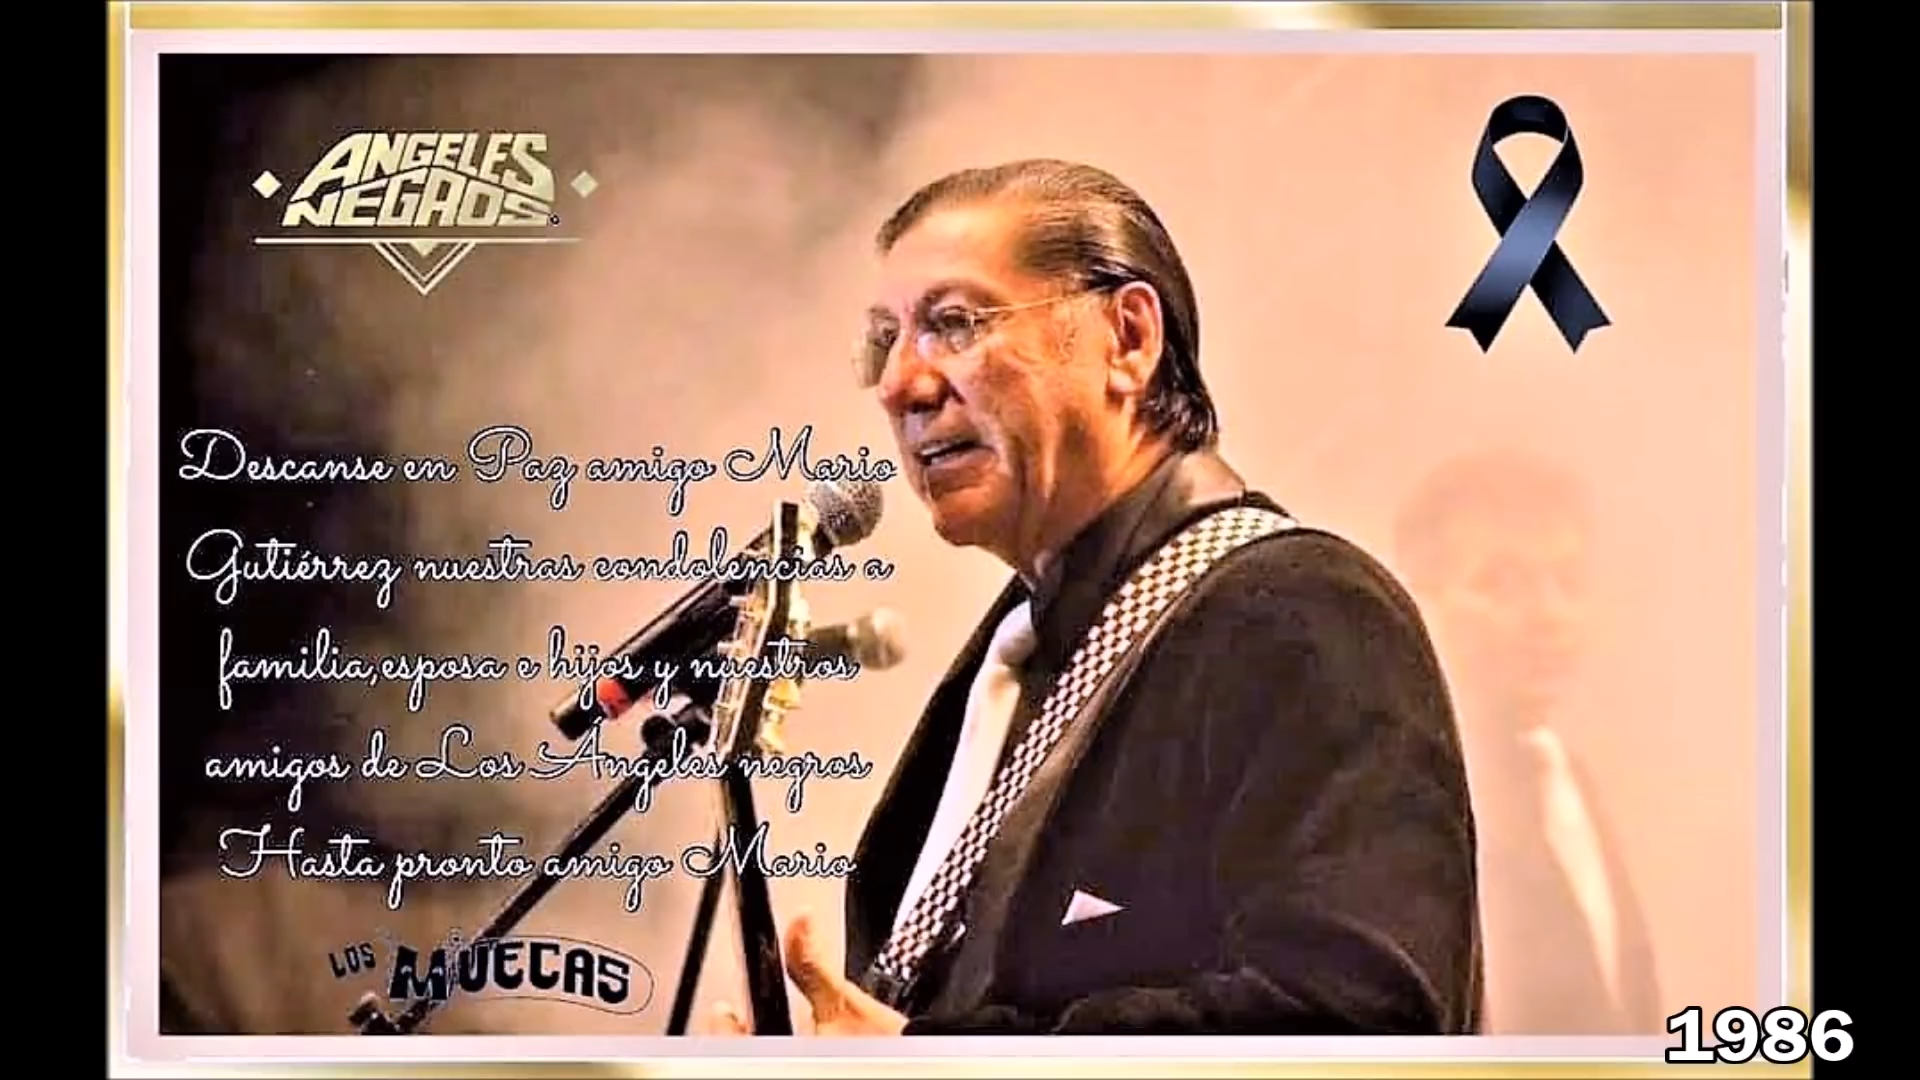 ANGELES
NEGROS
Descanse en Paz amigo Mario
Gutiérrez nuestras condolencias a
familia,esposa e hijos y nuestros
amigos de Los Ángeles negros
Hasta pronto amigo Mario
LOS MUECAS
1986